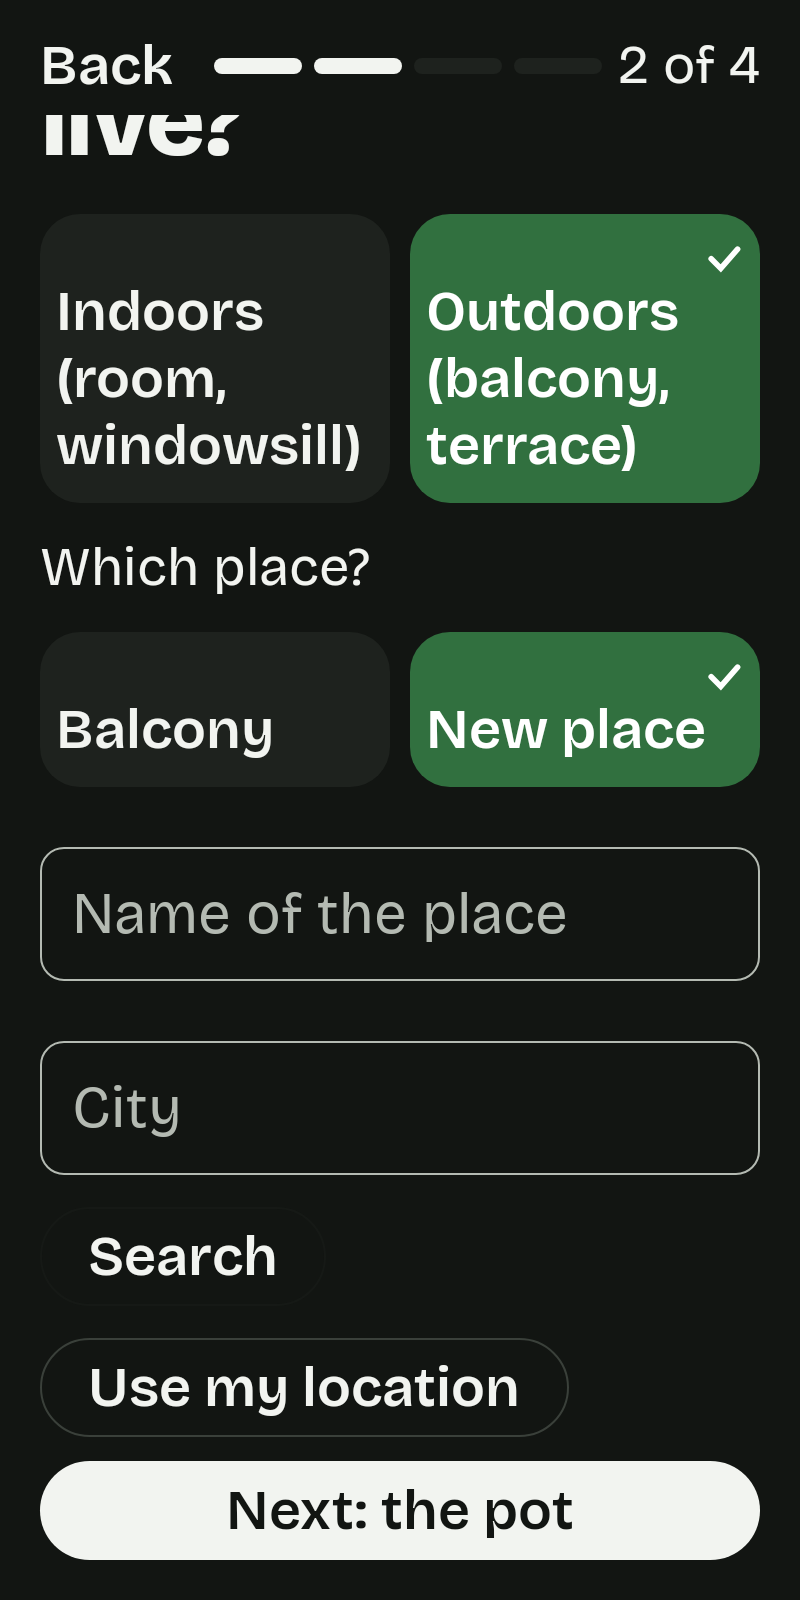 Back
2 of 4
live?
Indoors
(room,
windowsill)
Outdoors
(balcony,
terrace)
Which place?
Balcony
New place
Name of the place
City
Search
Use my location
Next: the pot